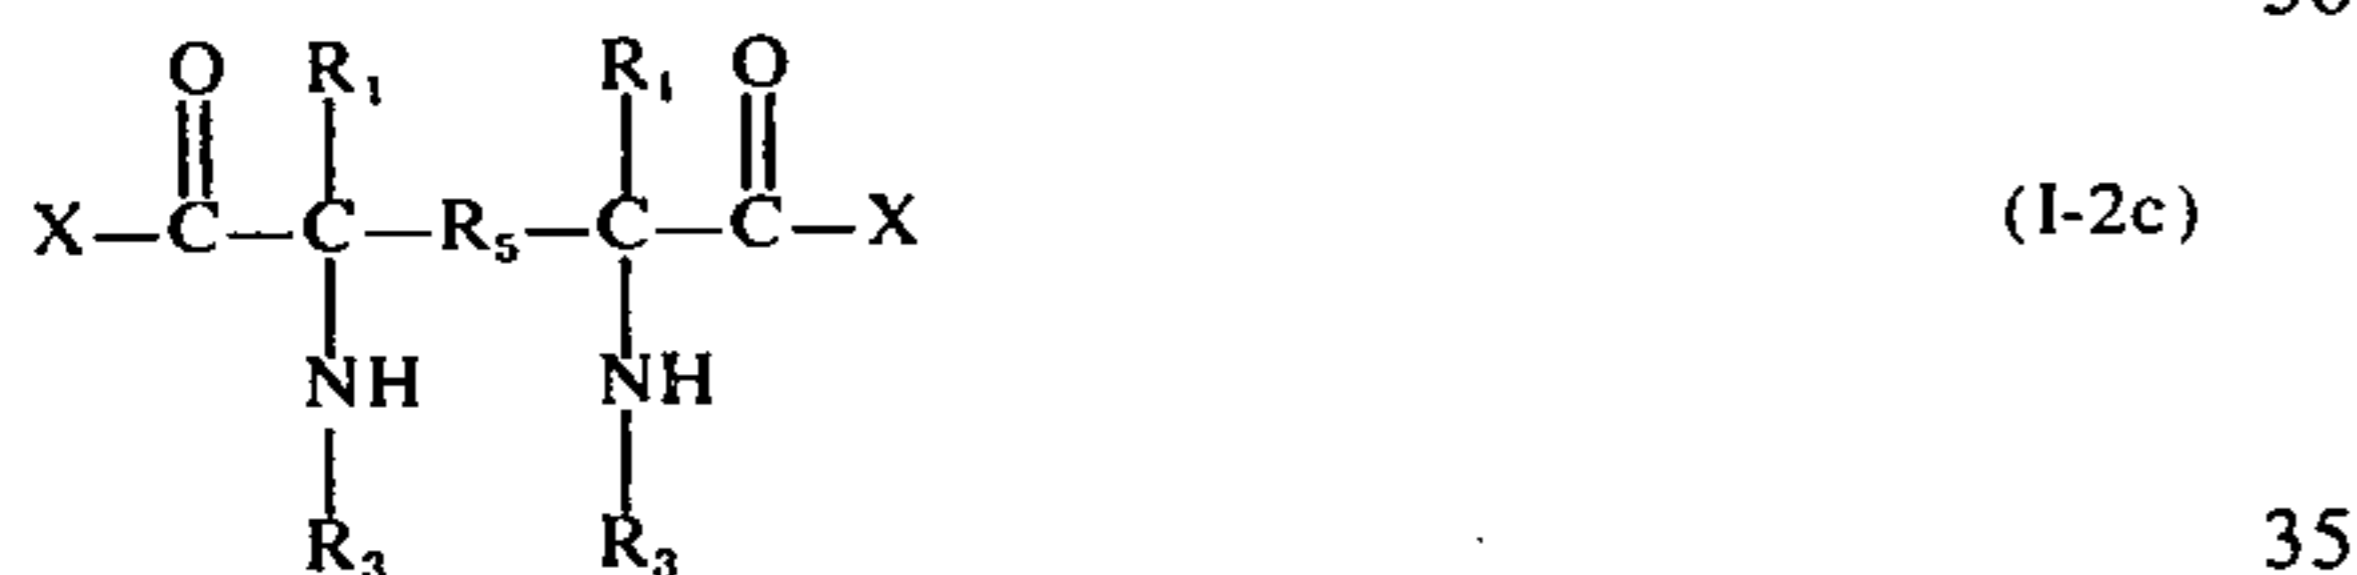 O R₁ R₁ O
X—C—C—R₅—C—C—X (I-2c)
NH NH
R₃ R₃
35